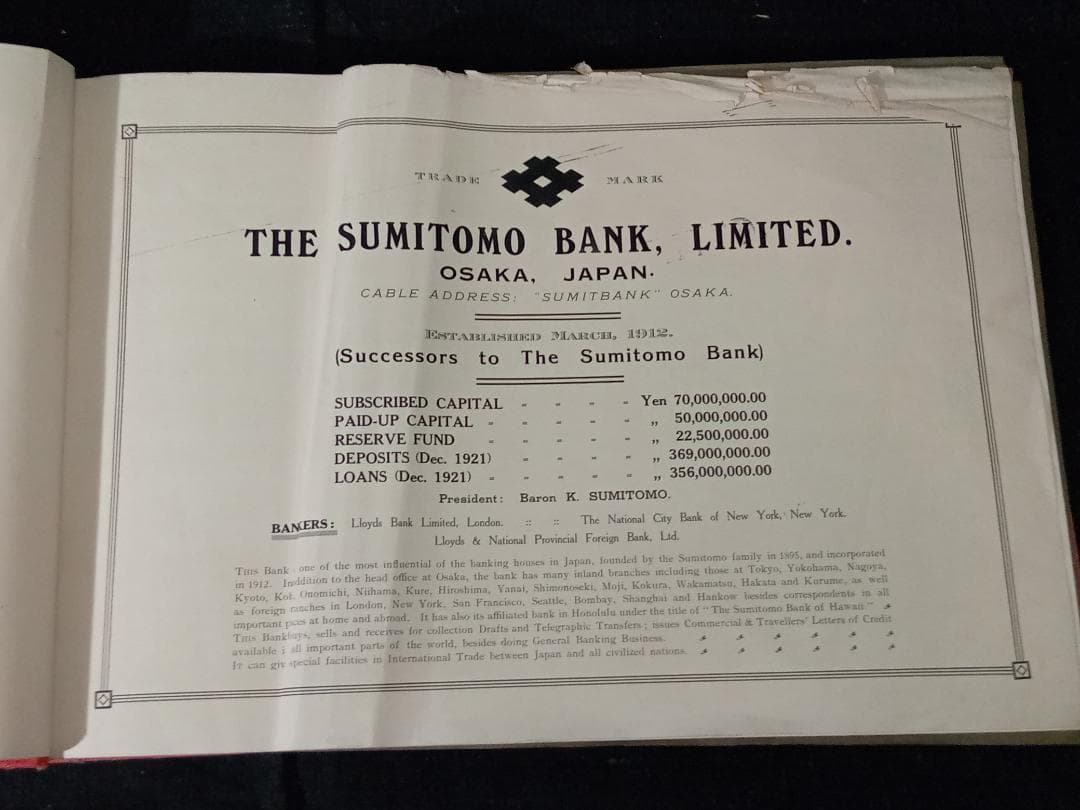 TRADE MARK
THE SUMITOMO BANK, LIMITED.
OSAKA, JAPAN.
CABLE ADDRESS: "SUMITBANK" OSAKA.
ESTABLISHED MARCH, 1912.
(Successors to The Sumitomo Bank)
SUBSCRIBED CAPITAL - - - - Yen 70,000,000.00
PAID-UP CAPITAL - - - - - „ 50,000,000.00
RESERVE FUND - - - - - „ 22,500,000.00
DEPOSITS (Dec. 1921) - - - - „ 369,000,000.00
LOANS (Dec. 1921) - - - - - „ 356,000,000.00
President: Baron K. SUMITOMO.
BANKERS: Lloyds Bank Limited, London. :: :: The National City Bank of New York, New York.
Lloyds & National Provincial Foreign Bank, Ltd.
THIS Bank one of the most influential of the banking houses in Japan, founded by the Sumitomo family in 1895, and incorporated
in 1912. In ddition to the head office at Osaka, the bank has many inland branches including those at Tokyo, Yokohama, Nagoya,
Kyoto, Kob Onomichi, Niihama, Kure, Hiroshima, Yanai, Shimonoseki, Moji, Kokura, Wakamatsu, Hakata and Kurume, as well
as foreign ranches in London, New York, San Francisco, Seattle, Bombay, Shanghai and Hankow besides correspondents in all
important p ces at home and abroad. It has also its affiliated bank in Honolulu under the title of "The Sumitomo Bank of Hawaii"
THIS Bank uys, sells and receives for collection Drafts and Telegraphic Transfers; issues Commercial & Travellers' Letters of Credit
available i all important parts of the world, besides doing General Banking Business.
IT can giv special facilities in International Trade between Japan and all civilized nations.